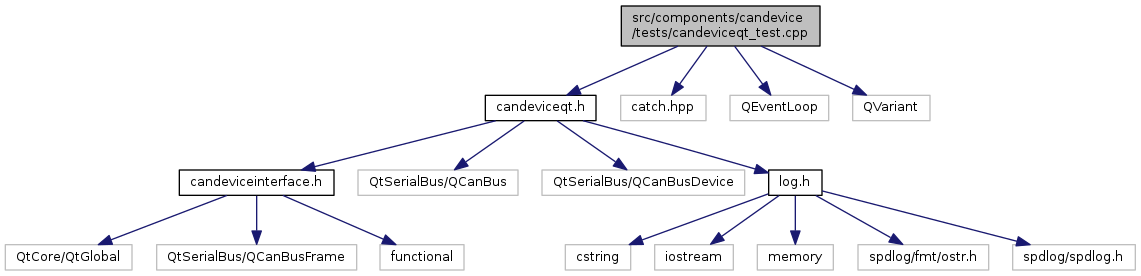 src/components/candevice
/tests/candeviceqt_test.cpp
candeviceqt.h
catch.hpp
QEventLoop
QVariant
candeviceinterface.h
QtSerialBus/QCanBus
QtSerialBus/QCanBusDevice
log.h
QtCore/QtGlobal
QtSerialBus/QCanBusFrame
functional
cstring
iostream
memory
spdlog/fmt/ostr.h
spdlog/spdlog.h